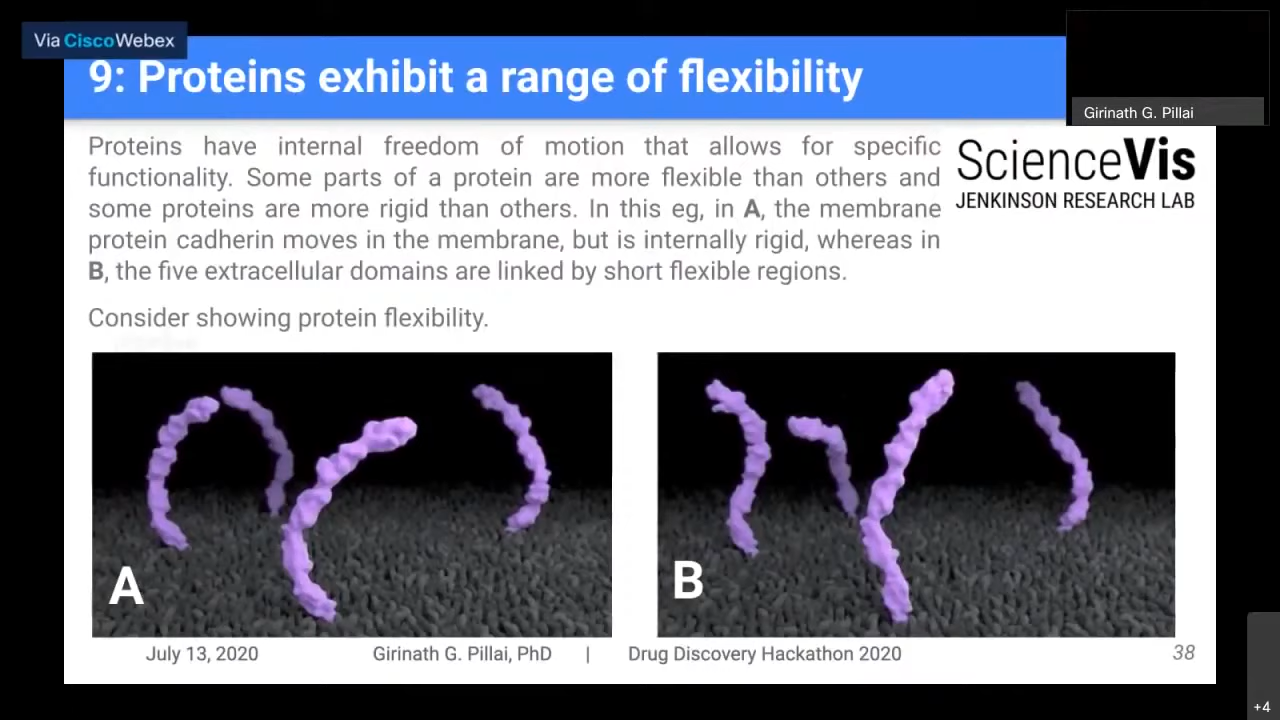 Via CiscoWebex
9: Proteins exhibit a range of flexibility
Girinath G. Pillai
Proteins have internal freedom of motion that allows for specific
functionality. Some parts of a protein are more flexible than others and
some proteins are more rigid than others. In this eg, in A, the membrane
protein cadherin moves in the membrane, but is internally rigid, whereas in
B, the five extracellular domains are linked by short flexible regions.
Consider showing protein flexibility.
ScienceVis
JENKINSON RESEARCH LAB
A
B
July 13, 2020 Girinath G. Pillai, PhD | Drug Discovery Hackathon 2020 38
+4